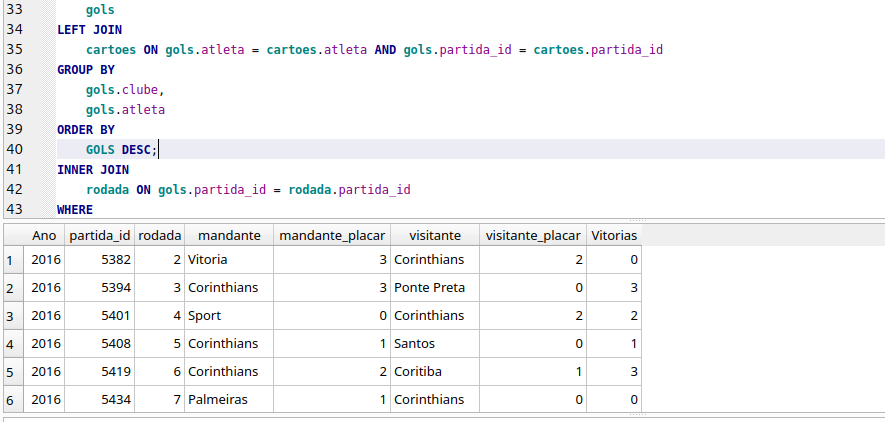 33 gols
34 LEFT JOIN
35 cartoes ON gols.atleta = cartoes.atleta AND gols.partida_id = cartoes.partida_id
36 GROUP BY
37 gols.clube,
38 gols.atleta
39 ORDER BY
40 GOLS DESC;
41 INNER JOIN
42 rodada ON gols.partida_id = rodada.partida_id
43 WHERE
Ano partida_id rodada mandante mandante_placar visitante visitante_placar Vitorias
1 2016 5382 2 Vitoria 3 Corinthians 2 0
2 2016 5394 3 Corinthians 3 Ponte Preta 0 3
3 2016 5401 4 Sport 0 Corinthians 2 2
4 2016 5408 5 Corinthians 1 Santos 0 1
5 2016 5419 6 Corinthians 2 Coritiba 1 3
6 2016 5434 7 Palmeiras 1 Corinthians 0 0